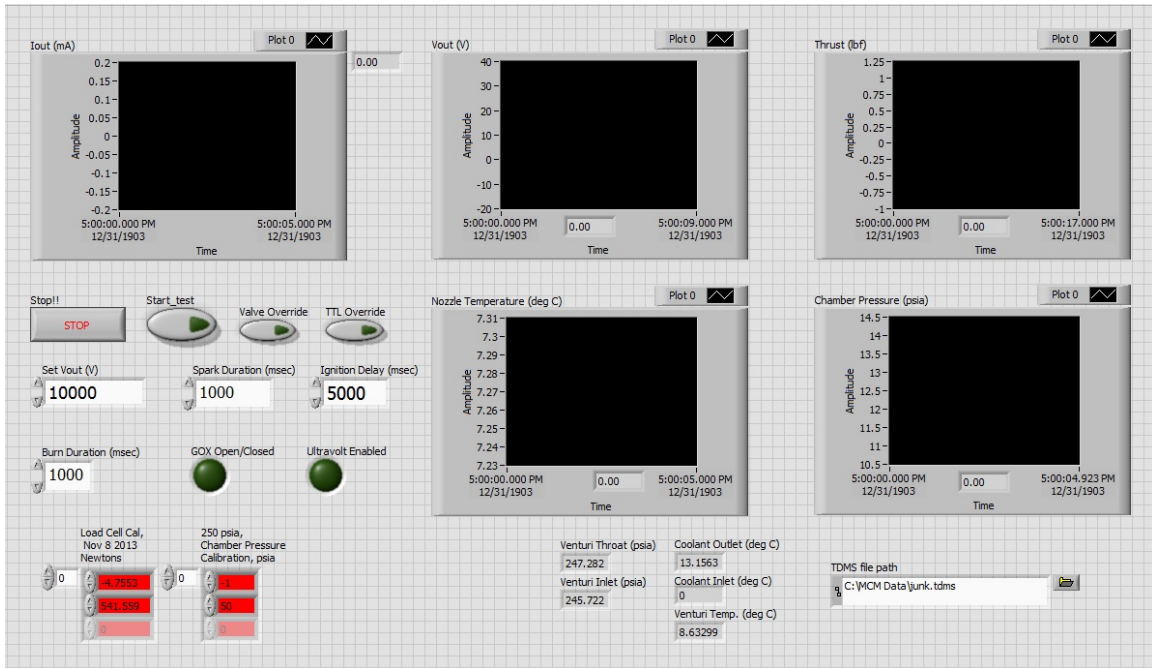 Iout (mA)
Plot 0
0.00
Amplitude
0.2
0.15
0.1
0.05
0
-0.05
-0.1
-0.15
-0.2
5:00:00.000 PM
12/31/1903
5:00:05.000 PM
12/31/1903
Time
Vout (V)
Plot 0
Amplitude
40
30
20
10
0
-10
-20
5:00:00.000 PM
12/31/1903
0.00
5:00:09.000 PM
12/31/1903
Time
Thrust (lbf)
Plot 0
Amplitude
1.25
1
0.75
0.5
0.25
0
-0.25
-0.5
-0.75
-1
5:00:00.000 PM
12/31/1903
0.00
5:00:17.000 PM
12/31/1903
Time
Stop!!
STOP
Start_test
Valve Override
TTL Override
Set Vout (V)
10000
Spark Duration (msec)
1000
Ignition Delay (msec)
5000
Burn Duration (msec)
1000
GOX Open/Closed
Ultravolt Enabled
Nozzle Temperature (deg C)
Plot 0
Amplitude
7.31
7.3
7.29
7.28
7.27
7.26
7.25
7.24
7.23
5:00:00.000 PM
12/31/1903
0.00
5:00:05.000 PM
12/31/1903
Time
Chamber Pressure (psia)
Plot 0
Amplitude
14.5
14
13.5
13
12.5
12
11.5
11
10.5
5:00:00.000 PM
12/31/1903
0.00
5:00:04.923 PM
12/31/1903
Time
Load Cell Cal,
Nov 8 2013
Newtons
0
-4.7553
541.559
0
250 psia,
Chamber Pressure
Calibration, psia
0
-1
50
0
Venturi Throat (psia)
247.282
Venturi Inlet (psia)
245.722
Coolant Outlet (deg C)
13.1563
Coolant Inlet (deg C)
0
Venturi Temp. (deg C)
8.63299
TDMS file path
C:\MCM Data\junk.tdms